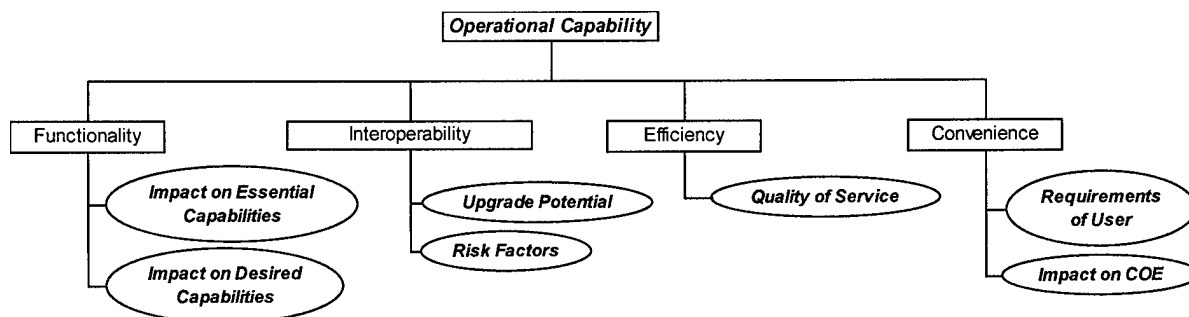 Operational Capability
Functionality
Interoperability
Efficiency
Convenience
Impact on Essential
Capabilities
Impact on Desired
Capabilities
Upgrade Potential
Risk Factors
Quality of Service
Requirements
of User
Impact on COE